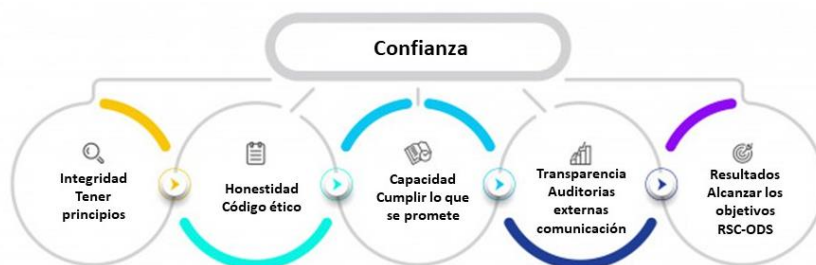 Confianza
Integridad
Tener
principios
Honestidad
Código ético
Capacidad
Cumplir lo que
se promete
Transparencia
Auditorias
externas
comunicación
Resultados
Alcanzar los
objetivos
RSC-ODS